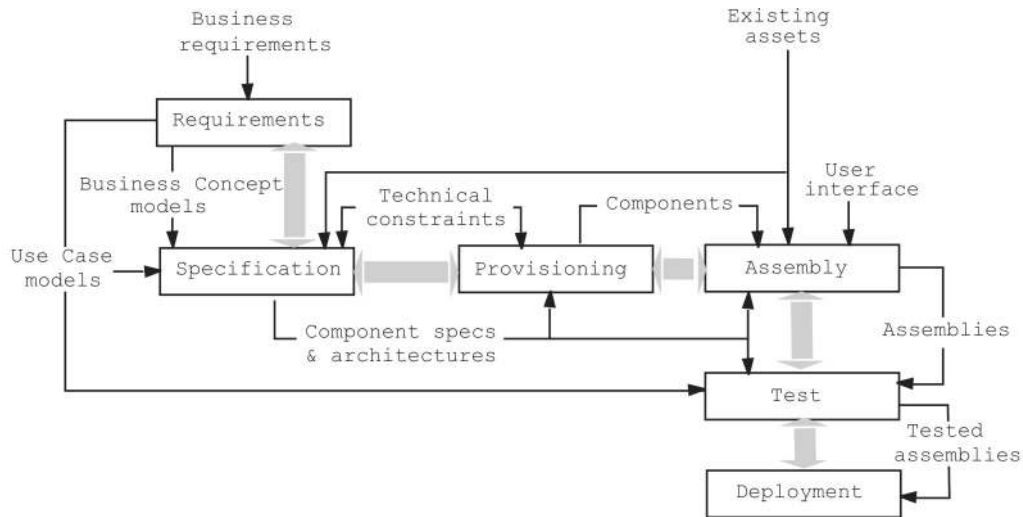 Business
requirements
Existing
assets
Requirements
Business Concept
models
Technical
constraints
Components
User
interface
Use Case
models
Specification
Provisioning
Assembly
Component specs
& architectures
Assemblies
Test
Tested
assemblies
Deployment